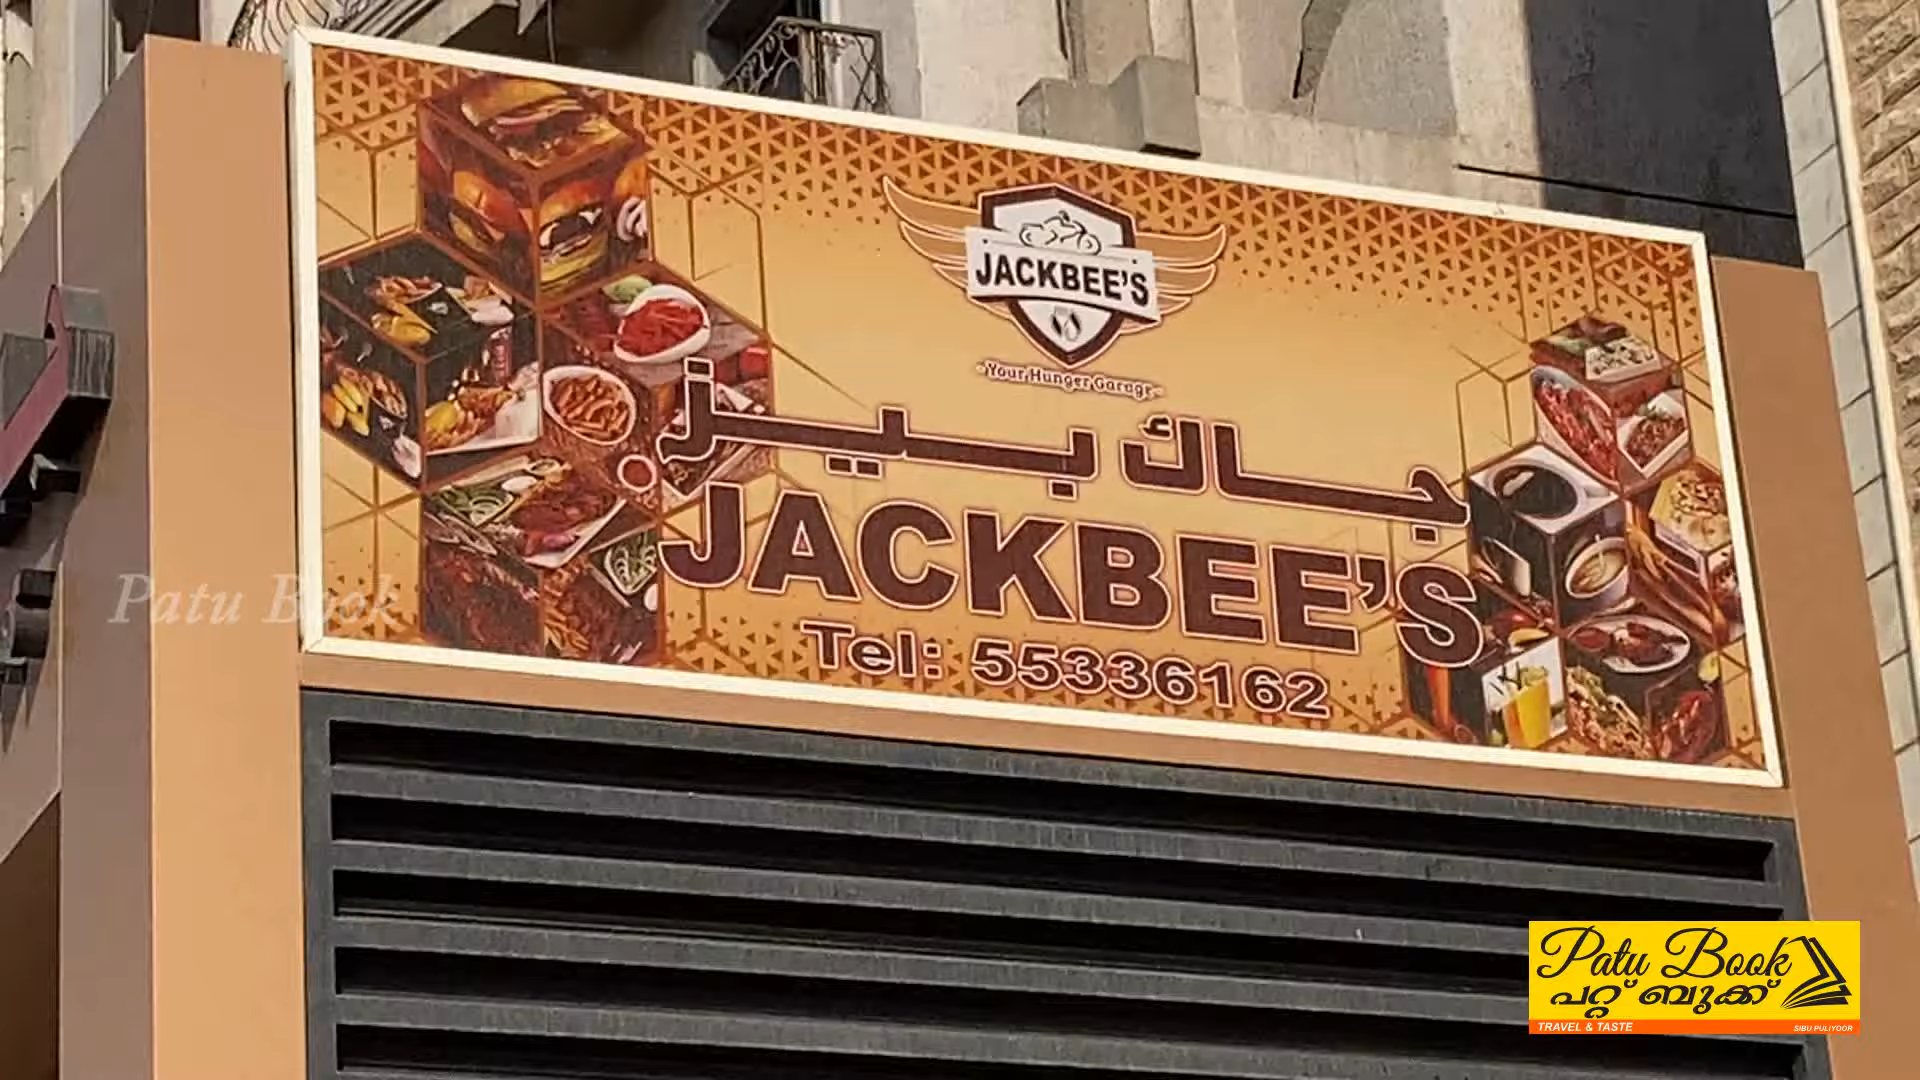 JACKBEE'S
-Your Hunger Garage-
جاك بيز
JACKBEE'S
Tel: 55336162
Patu Book
Patu Book
പറ്റ് ബുക്ക്
TRAVEL & TASTE
SIBU PULIYOOR